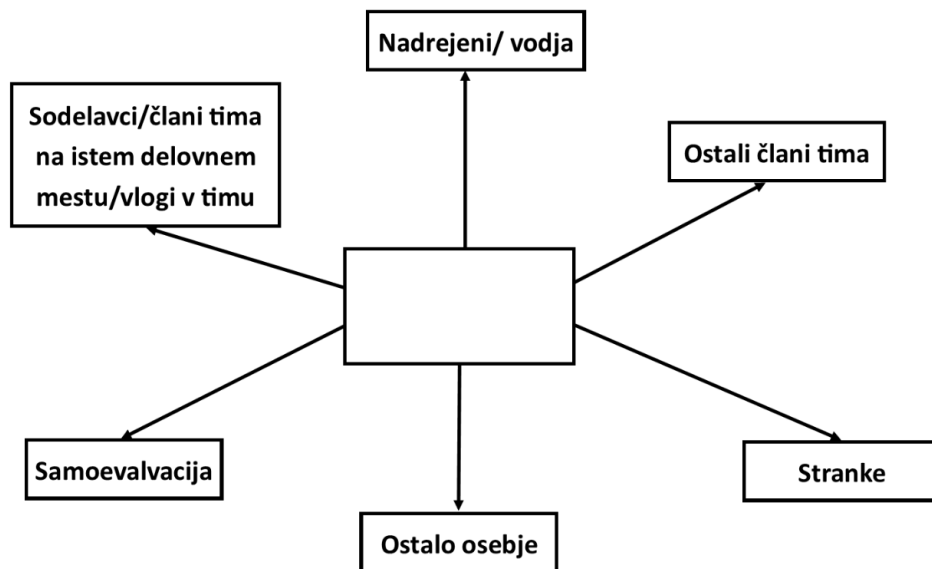 Nadrejeni/ vodja
Sodelavci/člani tima
na istem delovnem
mestu/vlogi v timu
Ostali člani tima
Samoevalvacija
Stranke
Ostalo osebje